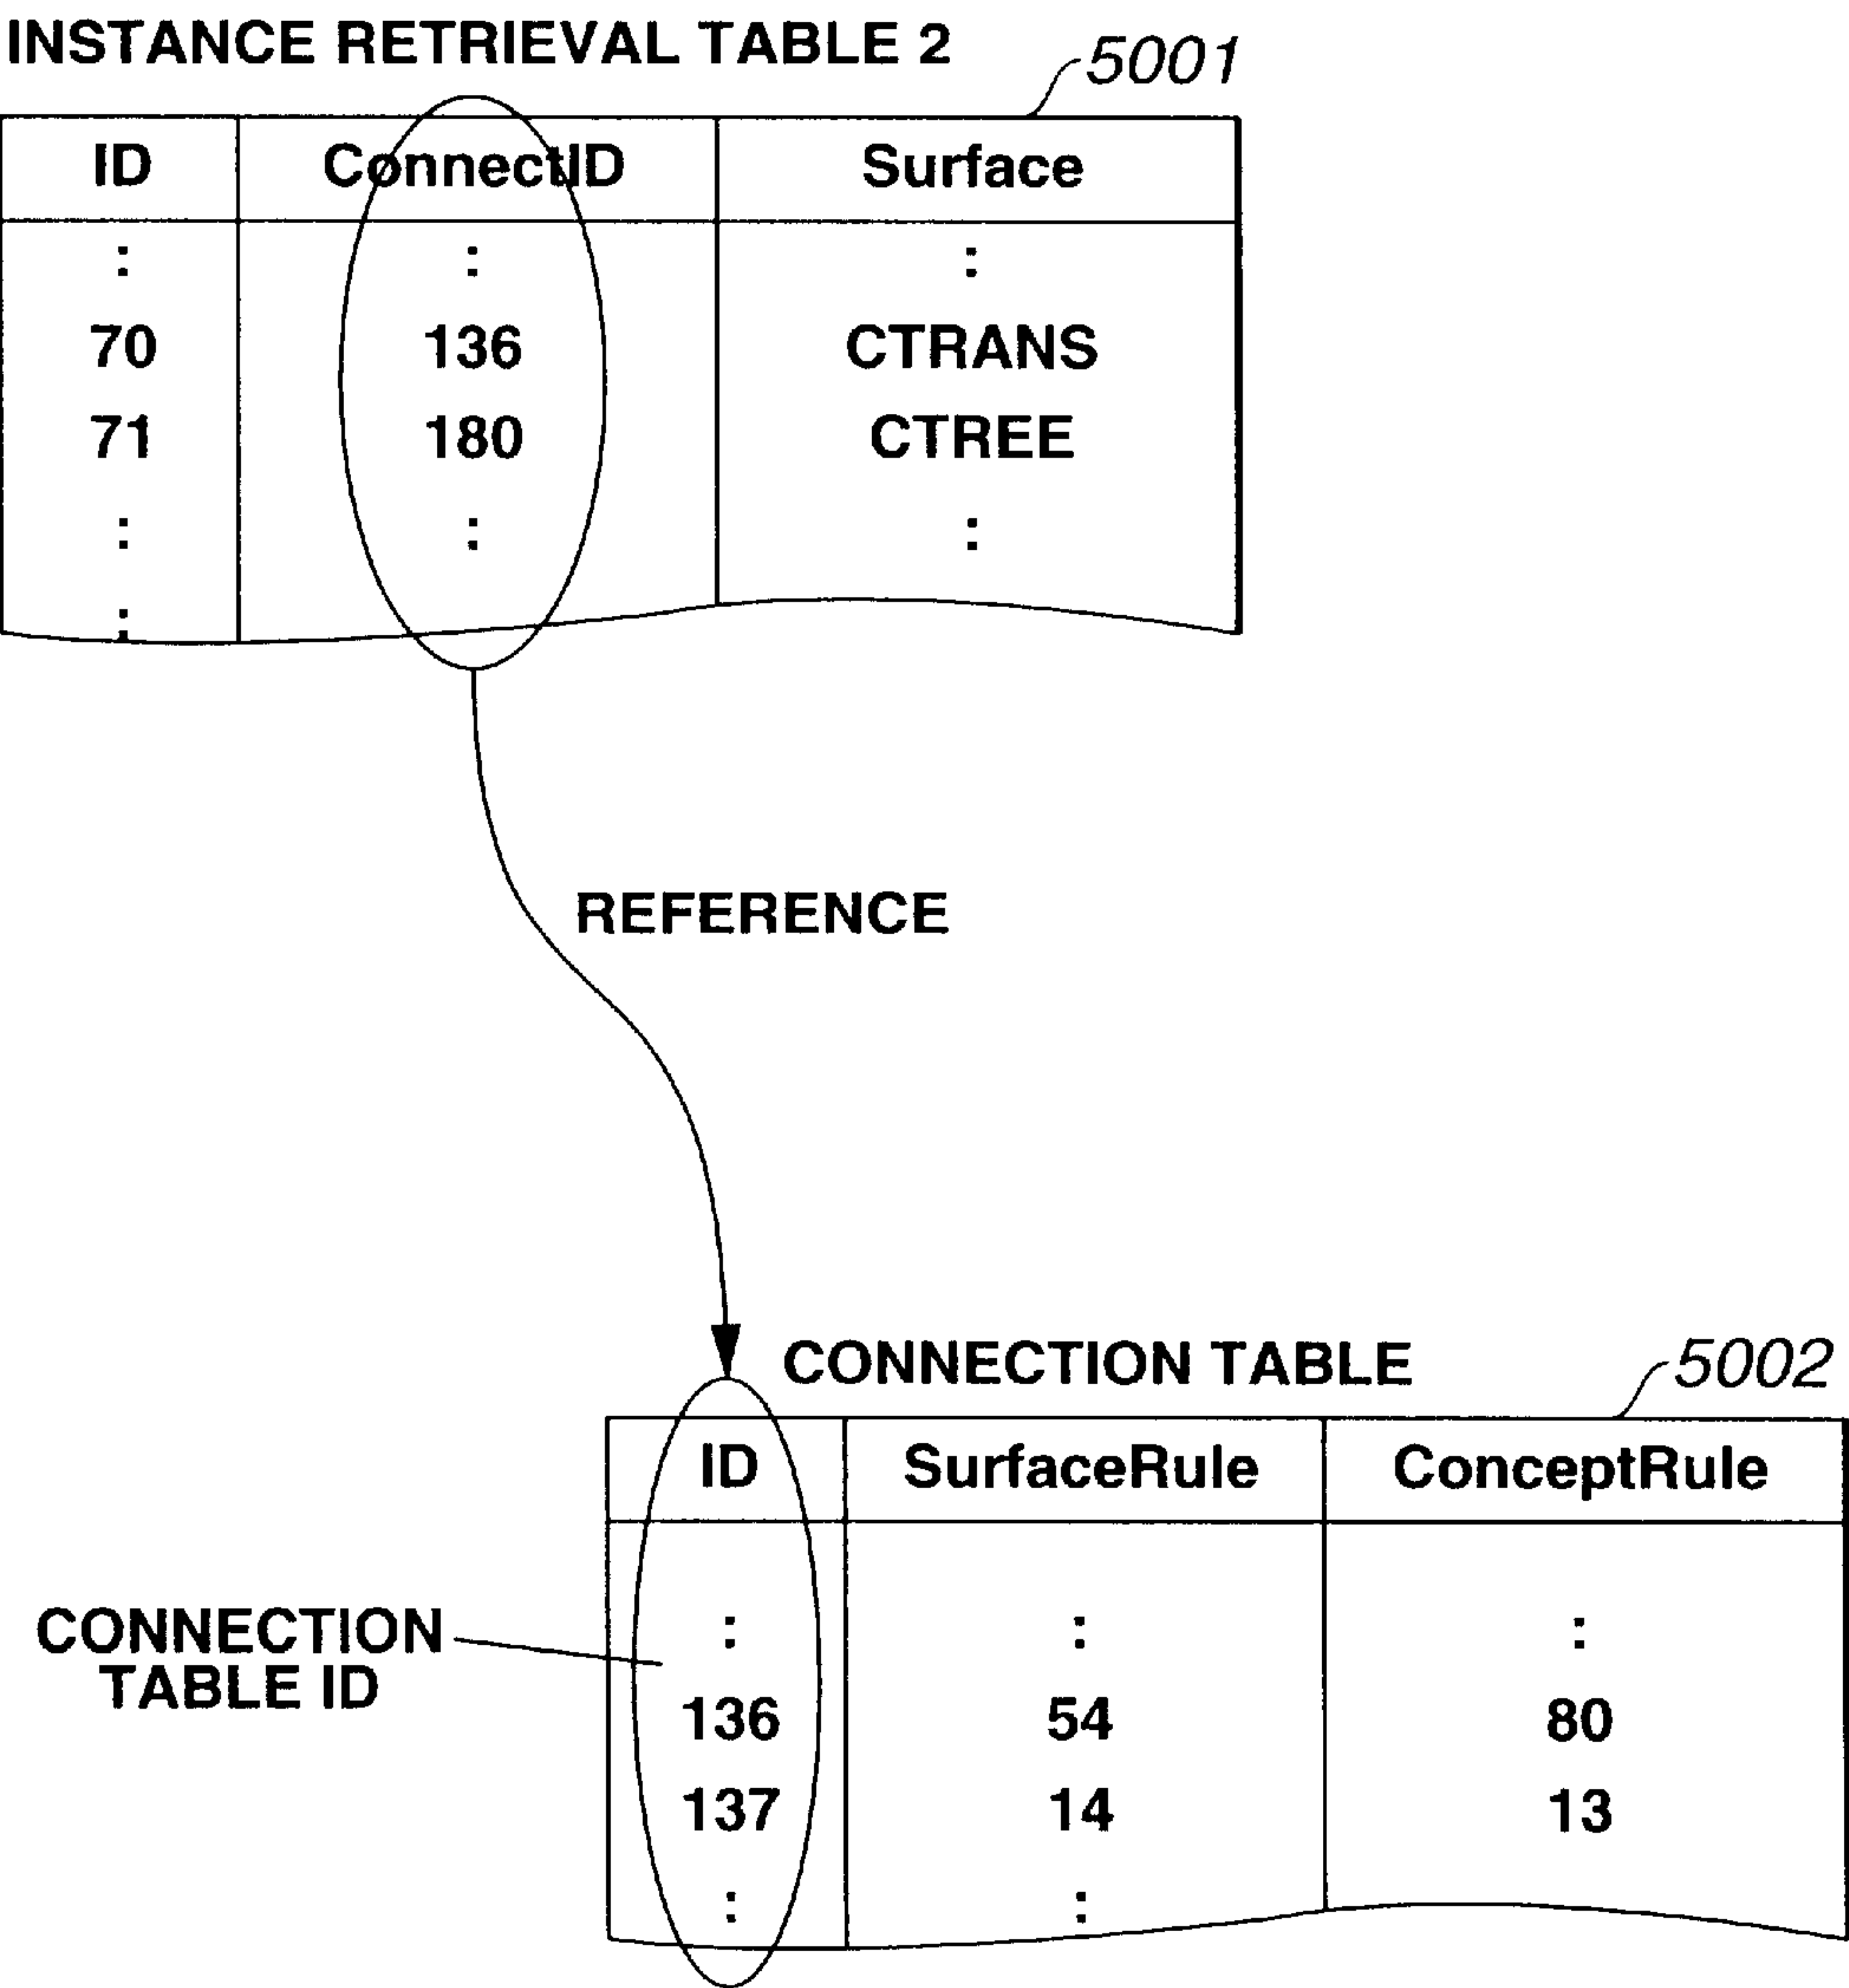 INSTANCE RETRIEVAL TABLE 2
5001
ID ConnectID Surface
: : :
70 136 CTRANS
71 180 CTREE
: : :
:
REFERENCE
CONNECTION TABLE
5002
ID SurfaceRule ConceptRule
: : :
CONNECTION
TABLE ID
136 54 80
137 14 13
: :